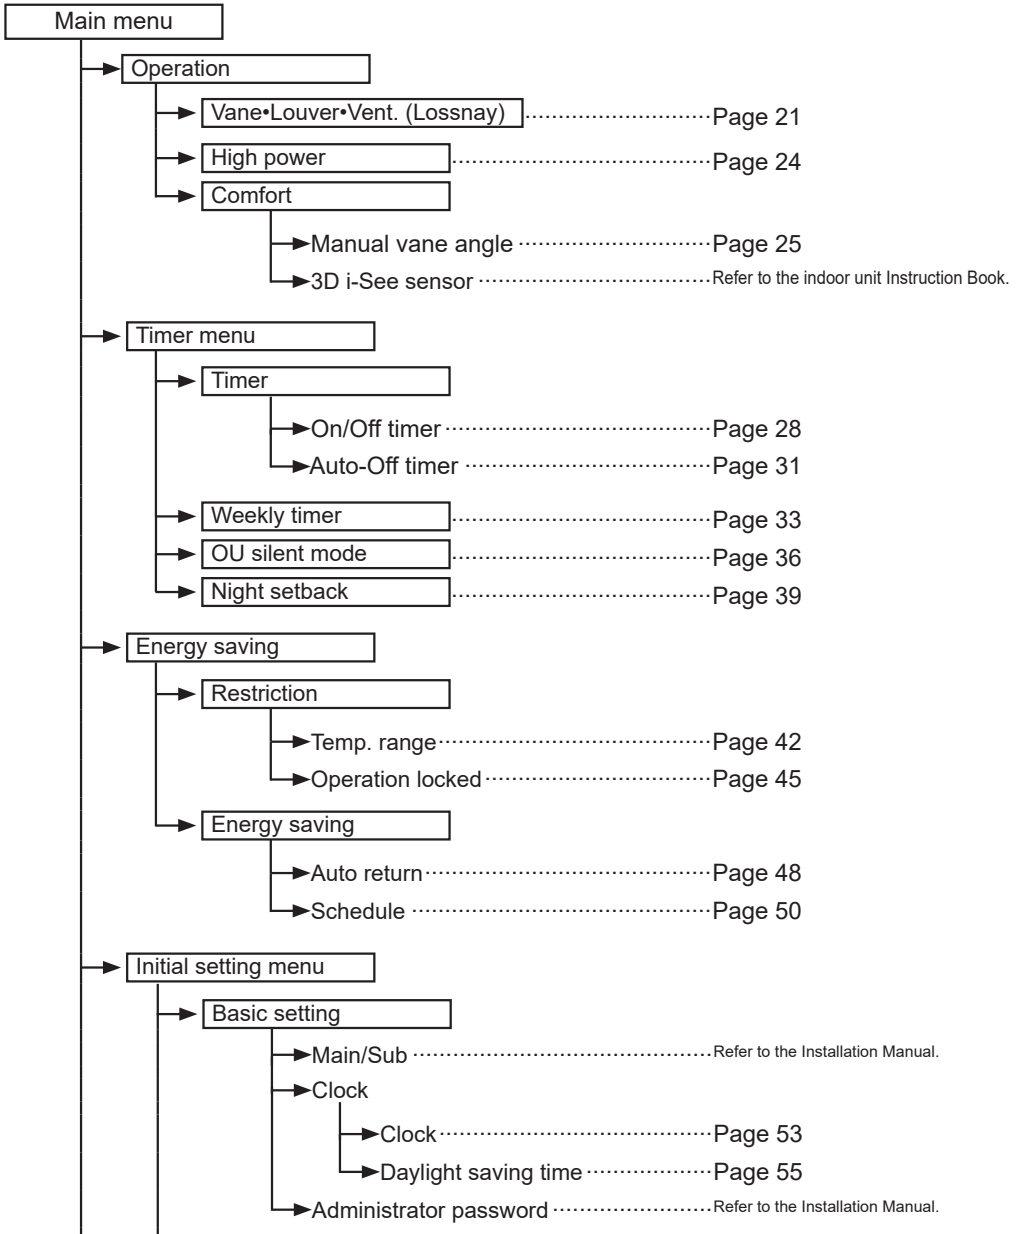 Main menu
Operation
Vane•Louver•Vent. (Lossnay) Page 21
High power Page 24
Comfort
Manual vane angle Page 25
3D i-See sensor Refer to the indoor unit Instruction Book.
Timer menu
Timer
On/Off timer Page 28
Auto-Off timer Page 31
Weekly timer Page 33
OU silent mode Page 36
Night setback Page 39
Energy saving
Restriction
Temp. range Page 42
Operation locked Page 45
Energy saving
Auto return Page 48
Schedule Page 50
Initial setting menu
Basic setting
Main/Sub Refer to the Installation Manual.
Clock
Clock Page 53
Daylight saving time Page 55
Administrator password Refer to the Installation Manual.